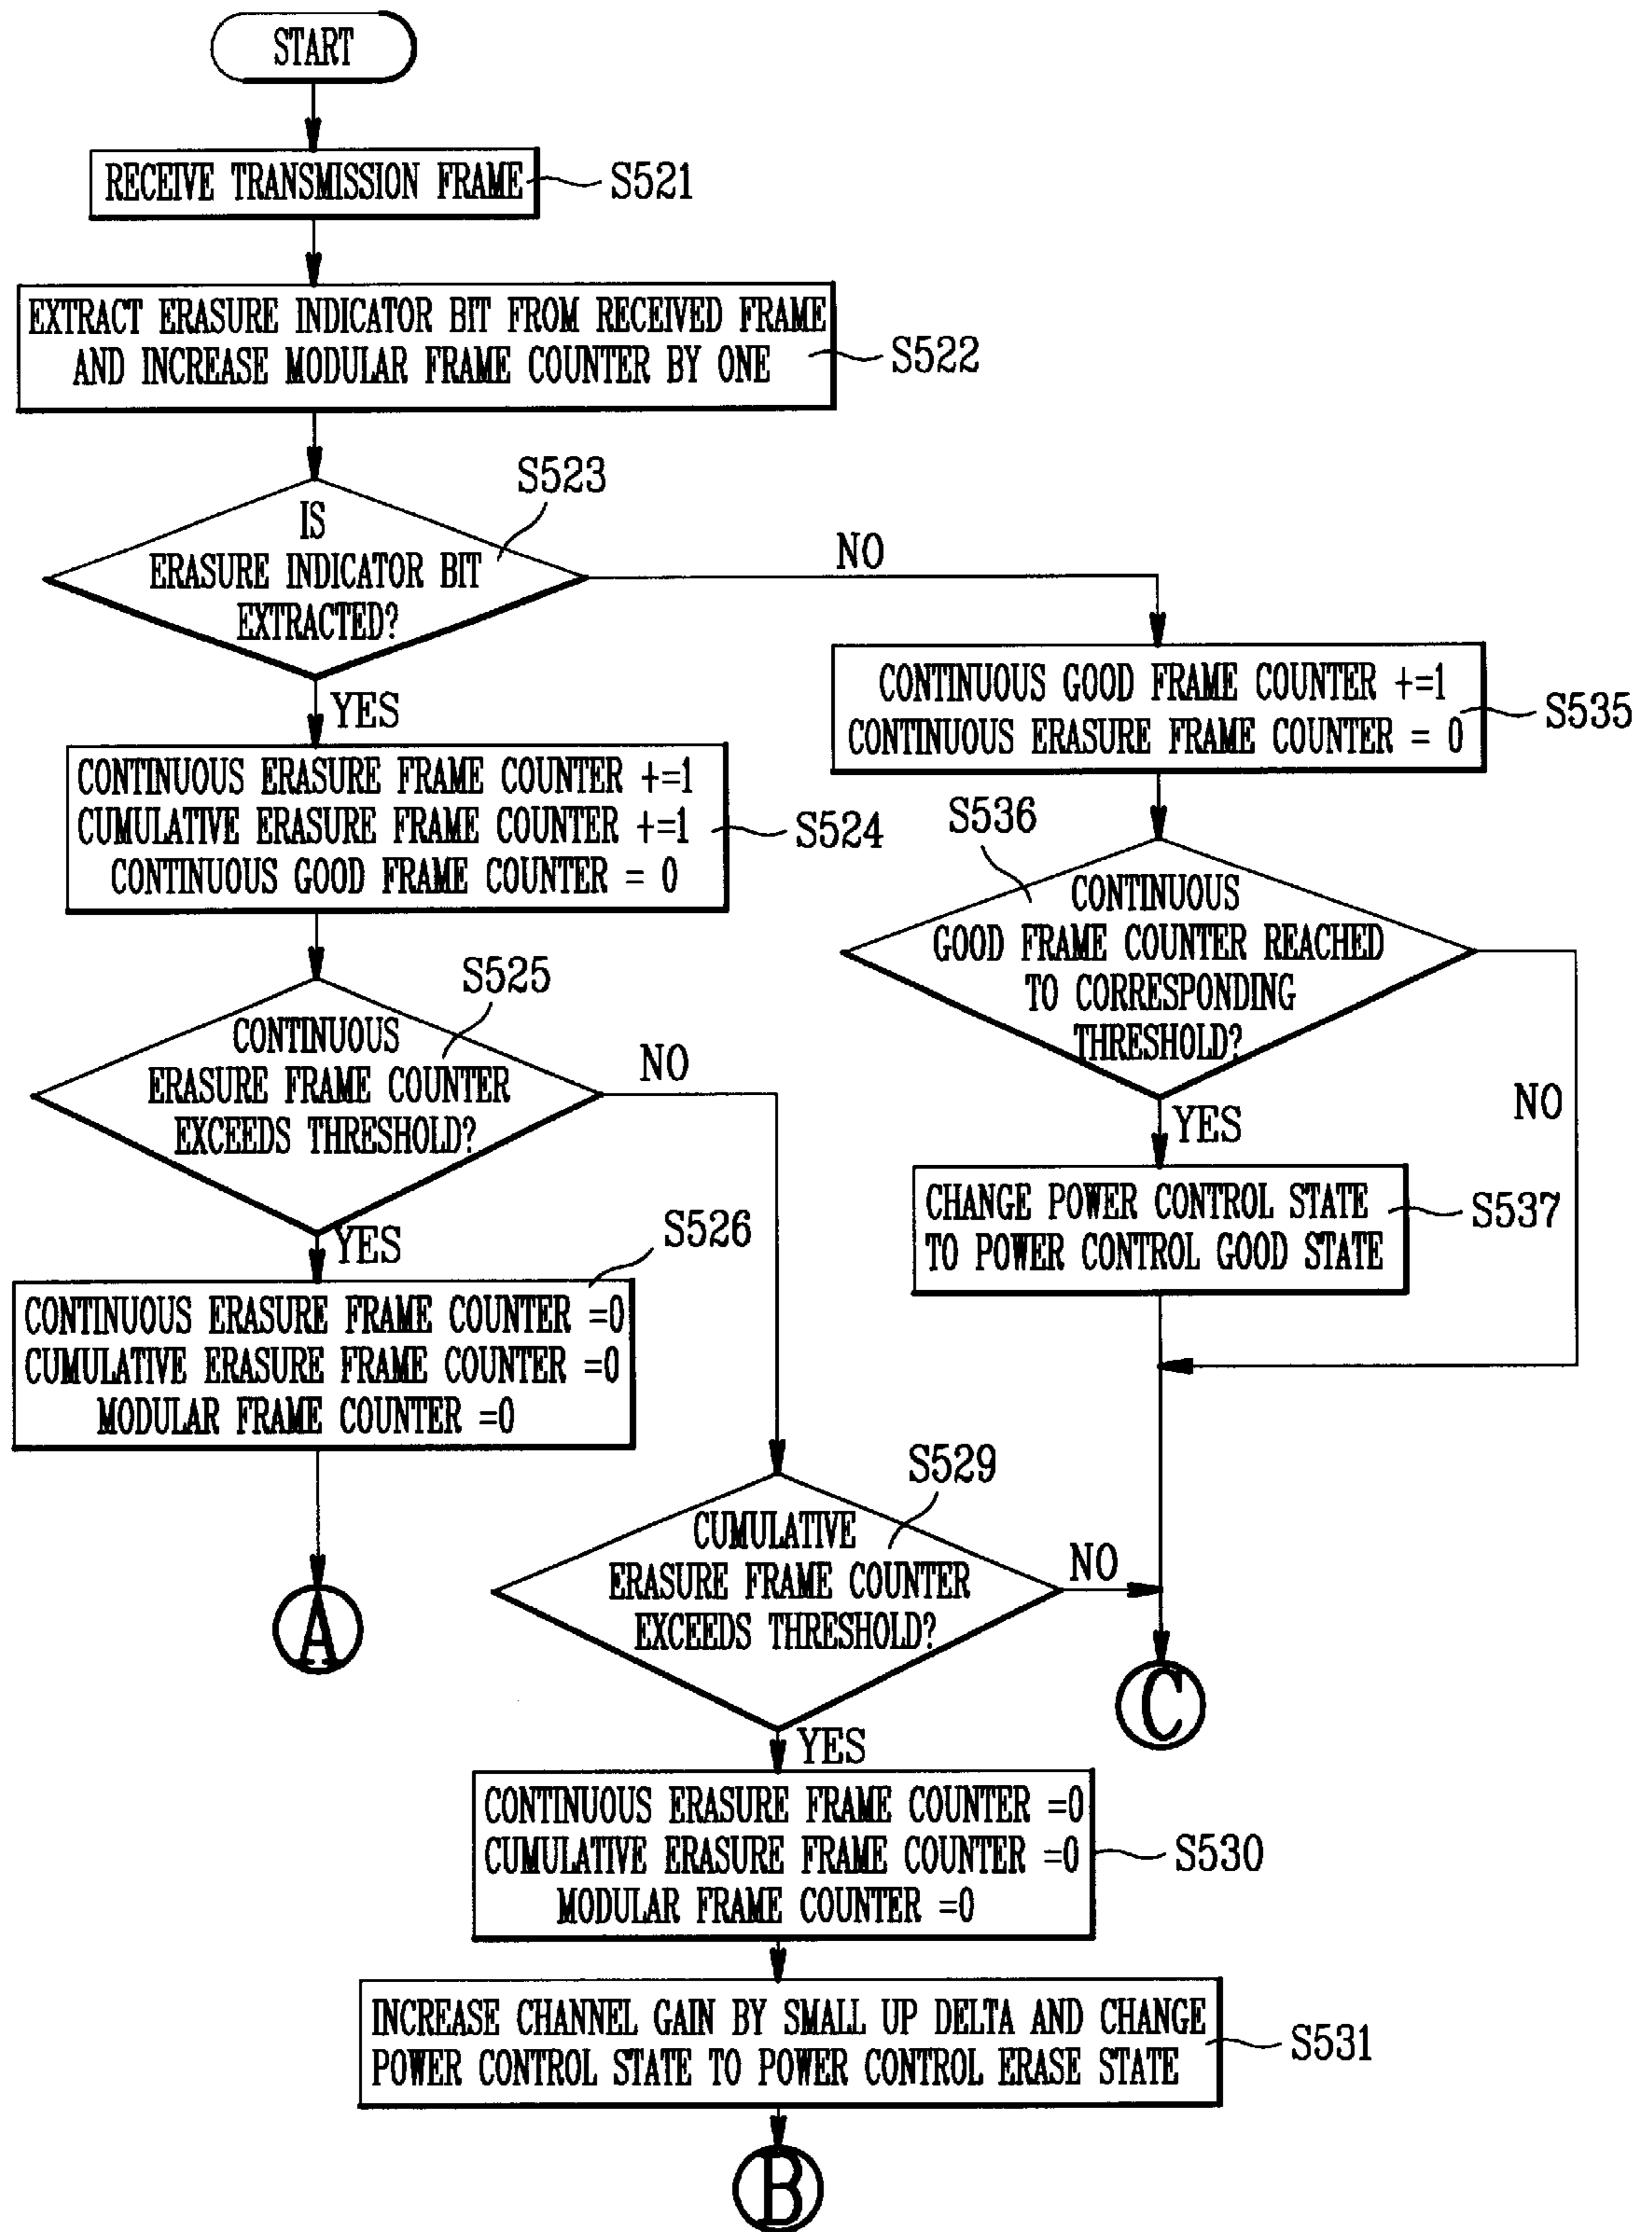 START
RECEIVE TRANSMISSION FRAME
S521
EXTRACT ERASURE INDICATOR BIT FROM RECEIVED FRAME
AND INCREASE MODULAR FRAME COUNTER BY ONE
S522
S523
IS
ERASURE INDICATOR BIT
EXTRACTED?
NO
YES
CONTINUOUS GOOD FRAME COUNTER +=1
CONTINUOUS ERASURE FRAME COUNTER = 0
S535
CONTINUOUS ERASURE FRAME COUNTER +=1
CUMULATIVE ERASURE FRAME COUNTER +=1
CONTINUOUS GOOD FRAME COUNTER = 0
S524
S536
CONTINUOUS
GOOD FRAME COUNTER REACHED
TO CORRESPONDING
THRESHOLD?
NO
YES
S525
CONTINUOUS
ERASURE FRAME COUNTER
EXCEEDS THRESHOLD?
NO
YES
CHANGE POWER CONTROL STATE
TO POWER CONTROL GOOD STATE
S537
S526
CONTINUOUS ERASURE FRAME COUNTER =0
CUMULATIVE ERASURE FRAME COUNTER =0
MODULAR FRAME COUNTER =0
S529
CUMULATIVE
ERASURE FRAME COUNTER
EXCEEDS THRESHOLD?
NO
A
C
YES
CONTINUOUS ERASURE FRAME COUNTER =0
CUMULATIVE ERASURE FRAME COUNTER =0
MODULAR FRAME COUNTER =0
S530
INCREASE CHANNEL GAIN BY SMALL UP DELTA AND CHANGE
POWER CONTROL STATE TO POWER CONTROL ERASE STATE
S531
B